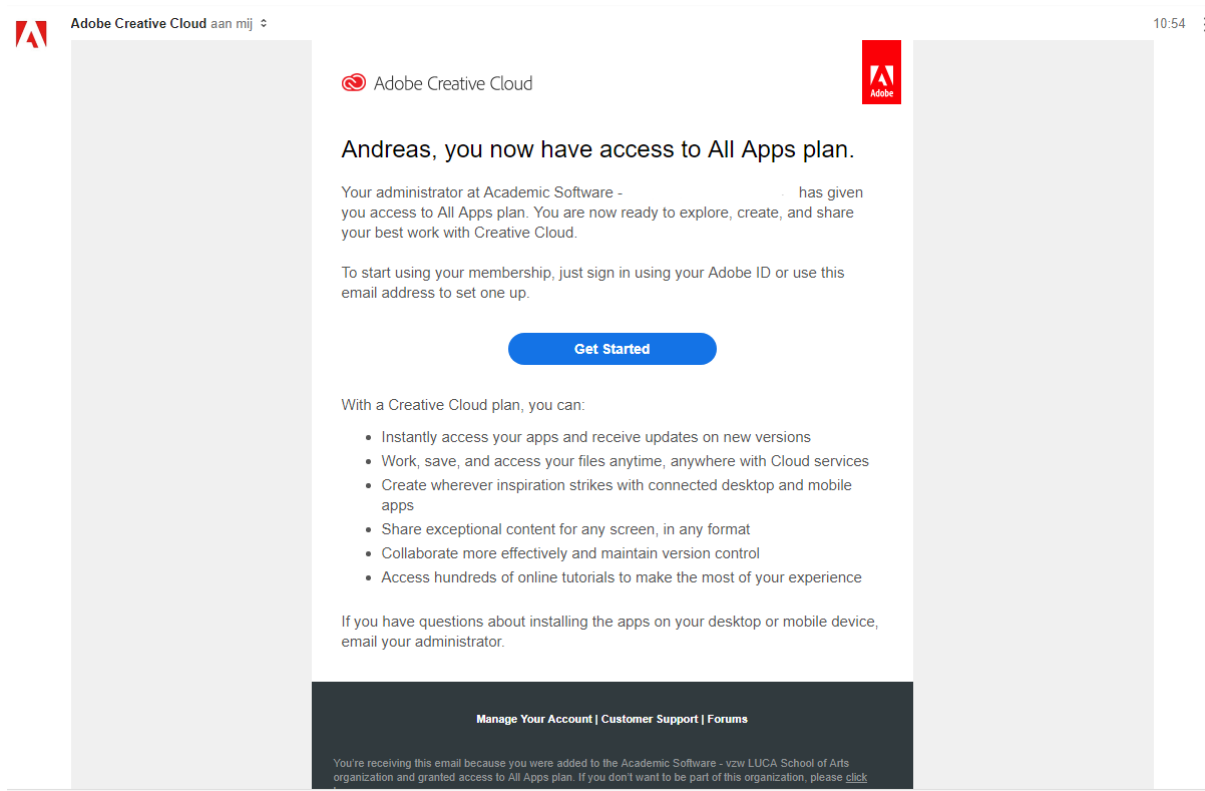 Adobe Creative Cloud aan mij
10:54
Adobe Creative Cloud
Adobe
Andreas, you now have access to All Apps plan.
Your administrator at Academic Software - has given
you access to All Apps plan. You are now ready to explore, create, and share
your best work with Creative Cloud.
To start using your membership, just sign in using your Adobe ID or use this
email address to set one up.
Get Started
With a Creative Cloud plan, you can:
• Instantly access your apps and receive updates on new versions
• Work, save, and access your files anytime, anywhere with Cloud services
• Create wherever inspiration strikes with connected desktop and mobile
apps
• Share exceptional content for any screen, in any format
• Collaborate more effectively and maintain version control
• Access hundreds of online tutorials to make the most of your experience
If you have questions about installing the apps on your desktop or mobile device,
email your administrator.
Manage Your Account | Customer Support | Forums
You're receiving this email because you were added to the Academic Software - vzw LUCA School of Arts
organization and granted access to All Apps plan. If you don't want to be part of this organization, please click